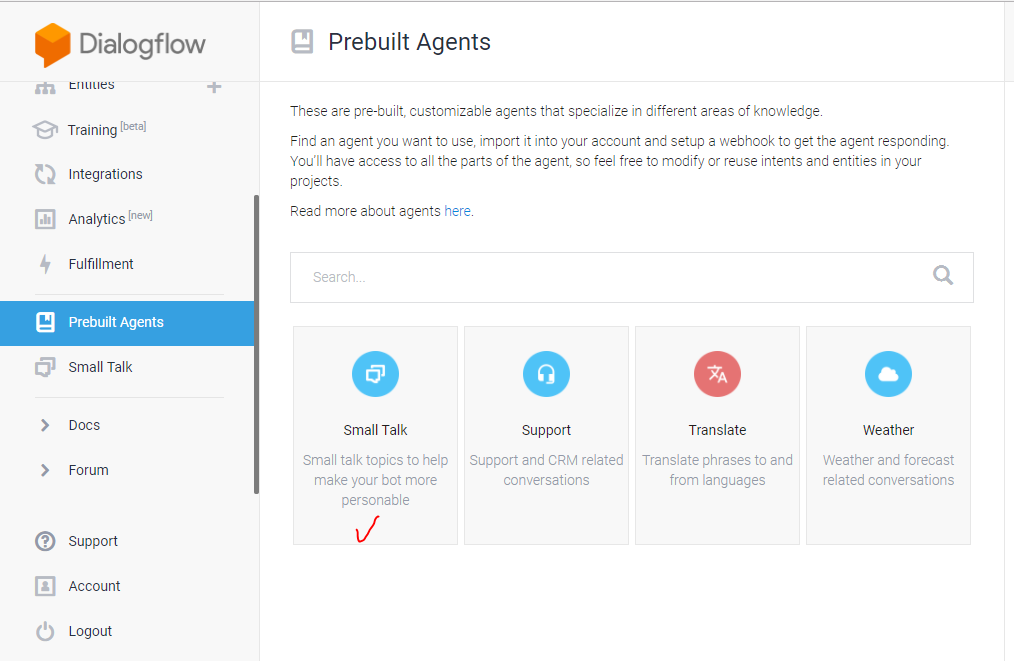 Dialogflow
Entities
Training [beta]
Integrations
Analytics [new]
Fulfillment
Prebuilt Agents
Small Talk
Docs
Forum
Support
Account
Logout
Prebuilt Agents
These are pre-built, customizable agents that specialize in different areas of knowledge.
Find an agent you want to use, import it into your account and setup a webhook to get the agent responding.
You'll have access to all the parts of the agent, so feel free to modify or reuse intents and entities in your
projects.
Read more about agents here.
Search...
Small Talk
Small talk topics to help
make your bot more
personable
Support
Support and CRM related
conversations
Translate
Translate phrases to and
from languages
Weather
Weather and forecast
related conversations